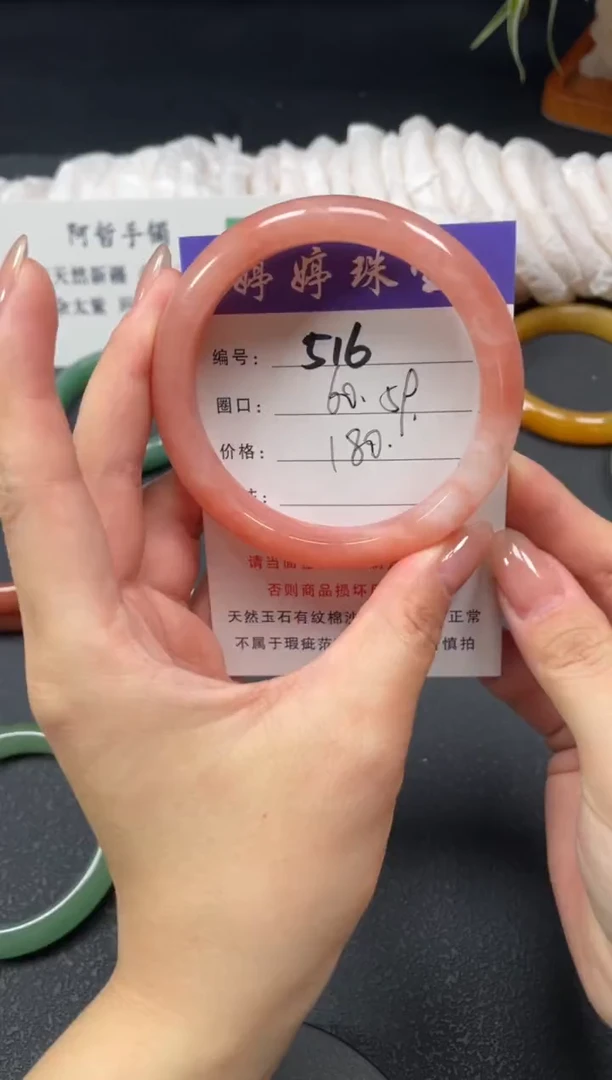 阿哲手镯
天然新疆
婷婷珠
编号： 516
圈口： 60.59.
价格： 180.
请当面
否则商品损坏
天然玉石有纹棉 正常
不属于瑕疵范 慎拍